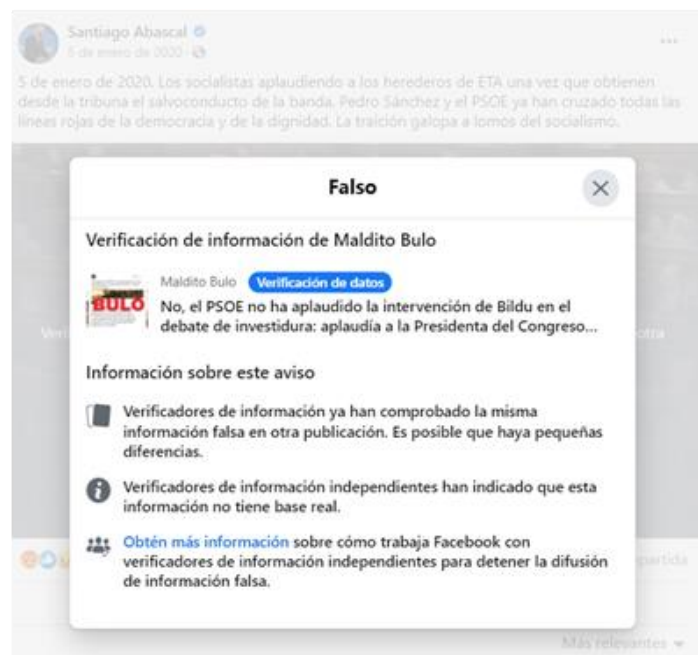 Santiago Abascal
5 de enero de 2020
5 de enero de 2020. Los socialistas aplaudiendo a los herederos de ETA una vez que obtienen
desde la tribuna el salvoconducto de la banda. Pedro Sánchez y el PSOE ya han cruzado todas las
líneas rojas de la democracia y de la dignidad. La traición galopa a lomos del socialismo.
Falso
Verificación de información de Maldito Bulo
Maldito Bulo Verificación de datos
BULO
No, el PSOE no ha aplaudido la intervención de Bildu en el
debate de investidura: aplaudía a la Presidenta del Congreso...
Información sobre este aviso
Verificadores de información ya han comprobado la misma
información falsa en otra publicación. Es posible que haya pequeñas
diferencias.
Verificadores de información independientes han indicado que esta
información no tiene base real.
Obtén más información sobre cómo trabaja Facebook con
verificadores de información independientes para detener la difusión
de información falsa.
Más relevantes